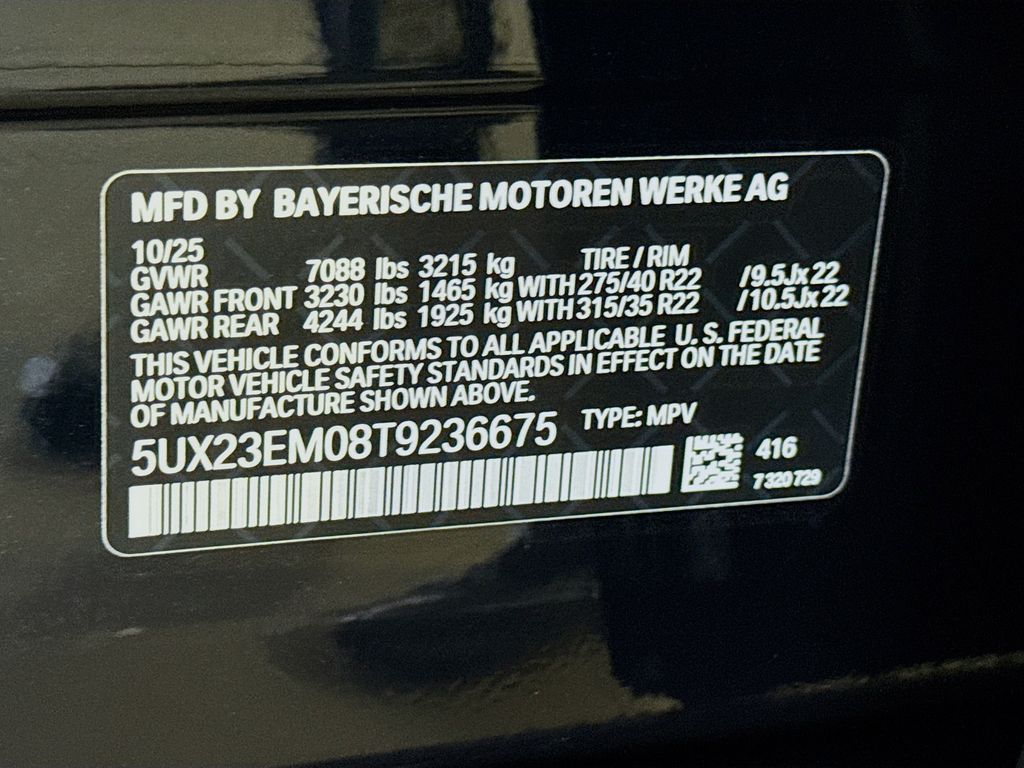 MFD BY BAYERISCHE MOTOREN WERKE AG
10/25
GVWR 7088 lbs 3215 kg TIRE / RIM
GAWR FRONT 3230 lbs 1465 kg WITH 275/40 R22 /9.5Jx22
GAWR REAR 4244 lbs 1925 kg WITH 315/35 R22 /10.5Jx22
THIS VEHICLE CONFORMS TO ALL APPLICABLE U.S. FEDERAL
MOTOR VEHICLE SAFETY STANDARDS IN EFFECT ON THE DATE
OF MANUFACTURE SHOWN ABOVE.
5UX23EM08T9236675 TYPE: MPV
416
7320729